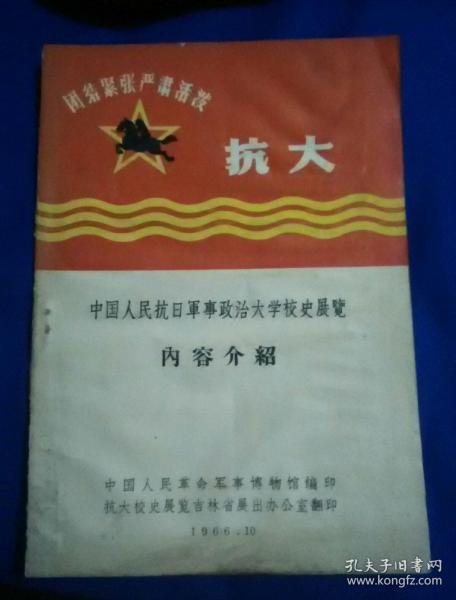 团结紧张严肃活泼
抗大
中国人民抗日軍事政治大学校史展覽
內容介紹
中国人民革命军事博物馆編印
抗大校史展览吉林省展出办公室翻印
1966.10
孔夫子旧书网
www.kongfz.com